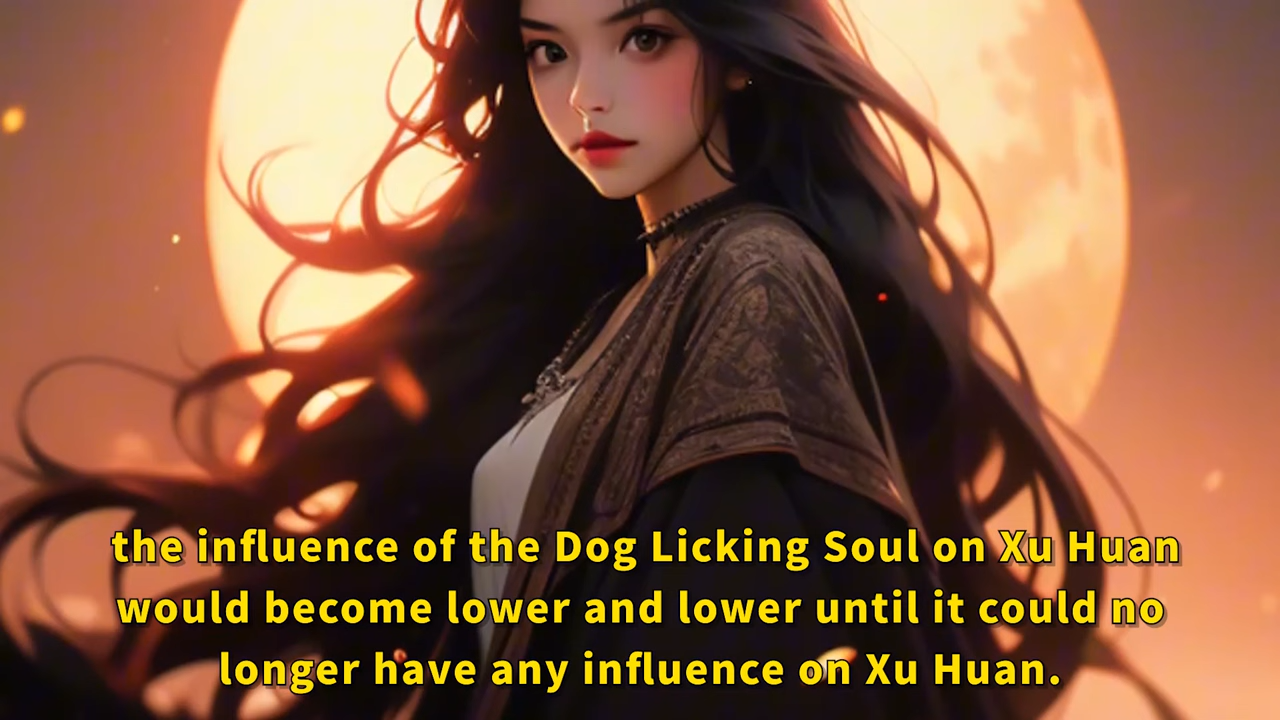 the influence of the Dog Licking Soul on Xu Huan
would become lower and lower until it could no
longer have any influence on Xu Huan.